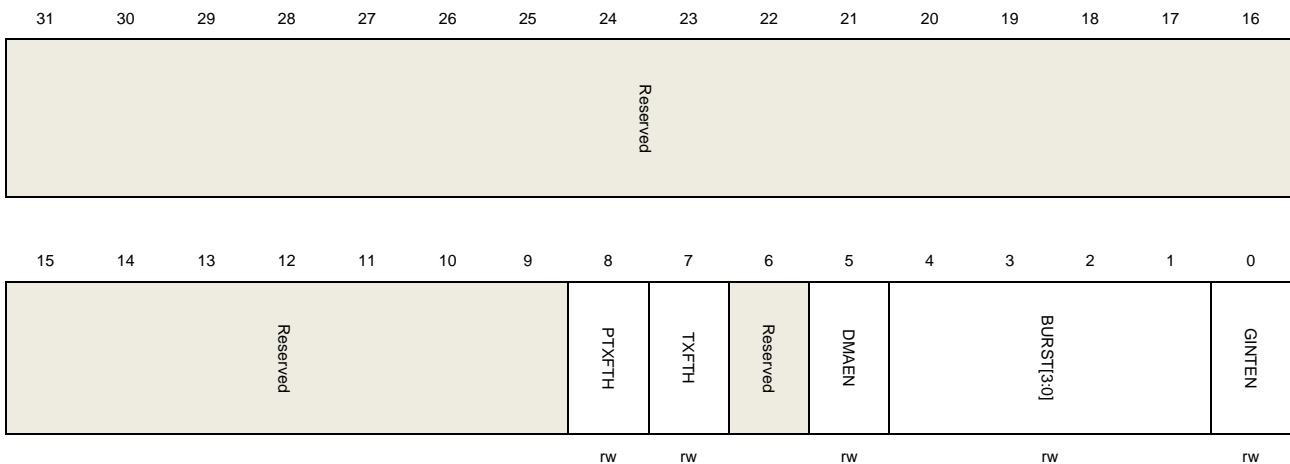 31 30 29 28 27 26 25 24 23 22 21 20 19 18 17 16
Reserved
15 14 13 12 11 10 9 8 7 6 5 4 3 2 1 0
Reserved PTXFTH TXFTH Reserved DMAEN BURST[3:0] GINTEN
rw rw rw rw rw